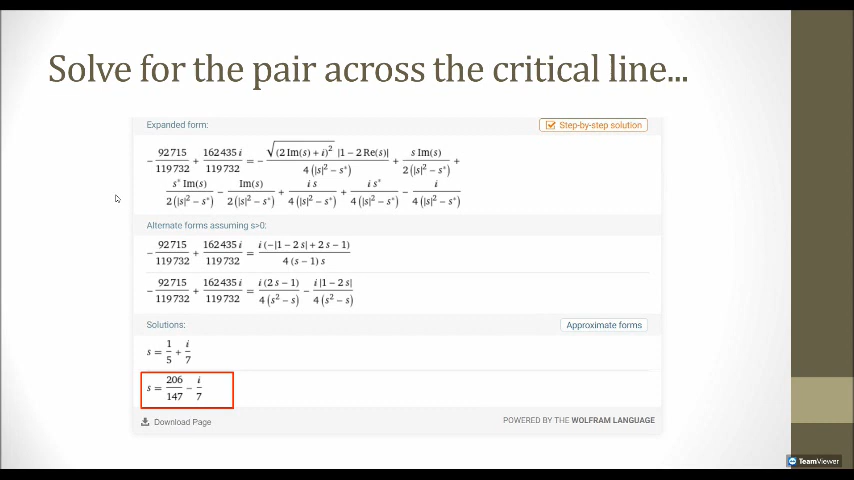 Solve for the pair across the critical line...
Expanded form:
Step-by-step solution
- 92715/119732 + 162435 i/119732 = - √((2 Im(s) + i)²) |1 - 2 Re(s)| / 4 (|s|² - s*) + s Im(s) / 2 (|s|² - s*) +
s* Im(s) / 2 (|s|² - s*) - Im(s) / 2 (|s|² - s*) + i s / 4 (|s|² - s*) + i s* / 4 (|s|² - s*) - i / 4 (|s|² - s*)
Alternate forms assuming s>0:
- 92715/119732 + 162435 i/119732 = i (-|1 - 2 s| + 2 s - 1) / 4 (s - 1) s
- 92715/119732 + 162435 i/119732 = i (2 s - 1) / 4 (s² - s) - i |1 - 2 s| / 4 (s² - s)
Solutions:
Approximate forms
s = 1/5 + i/7
s = 206/147 - i/7
Download Page
POWERED BY THE WOLFRAM LANGUAGE
TeamViewer